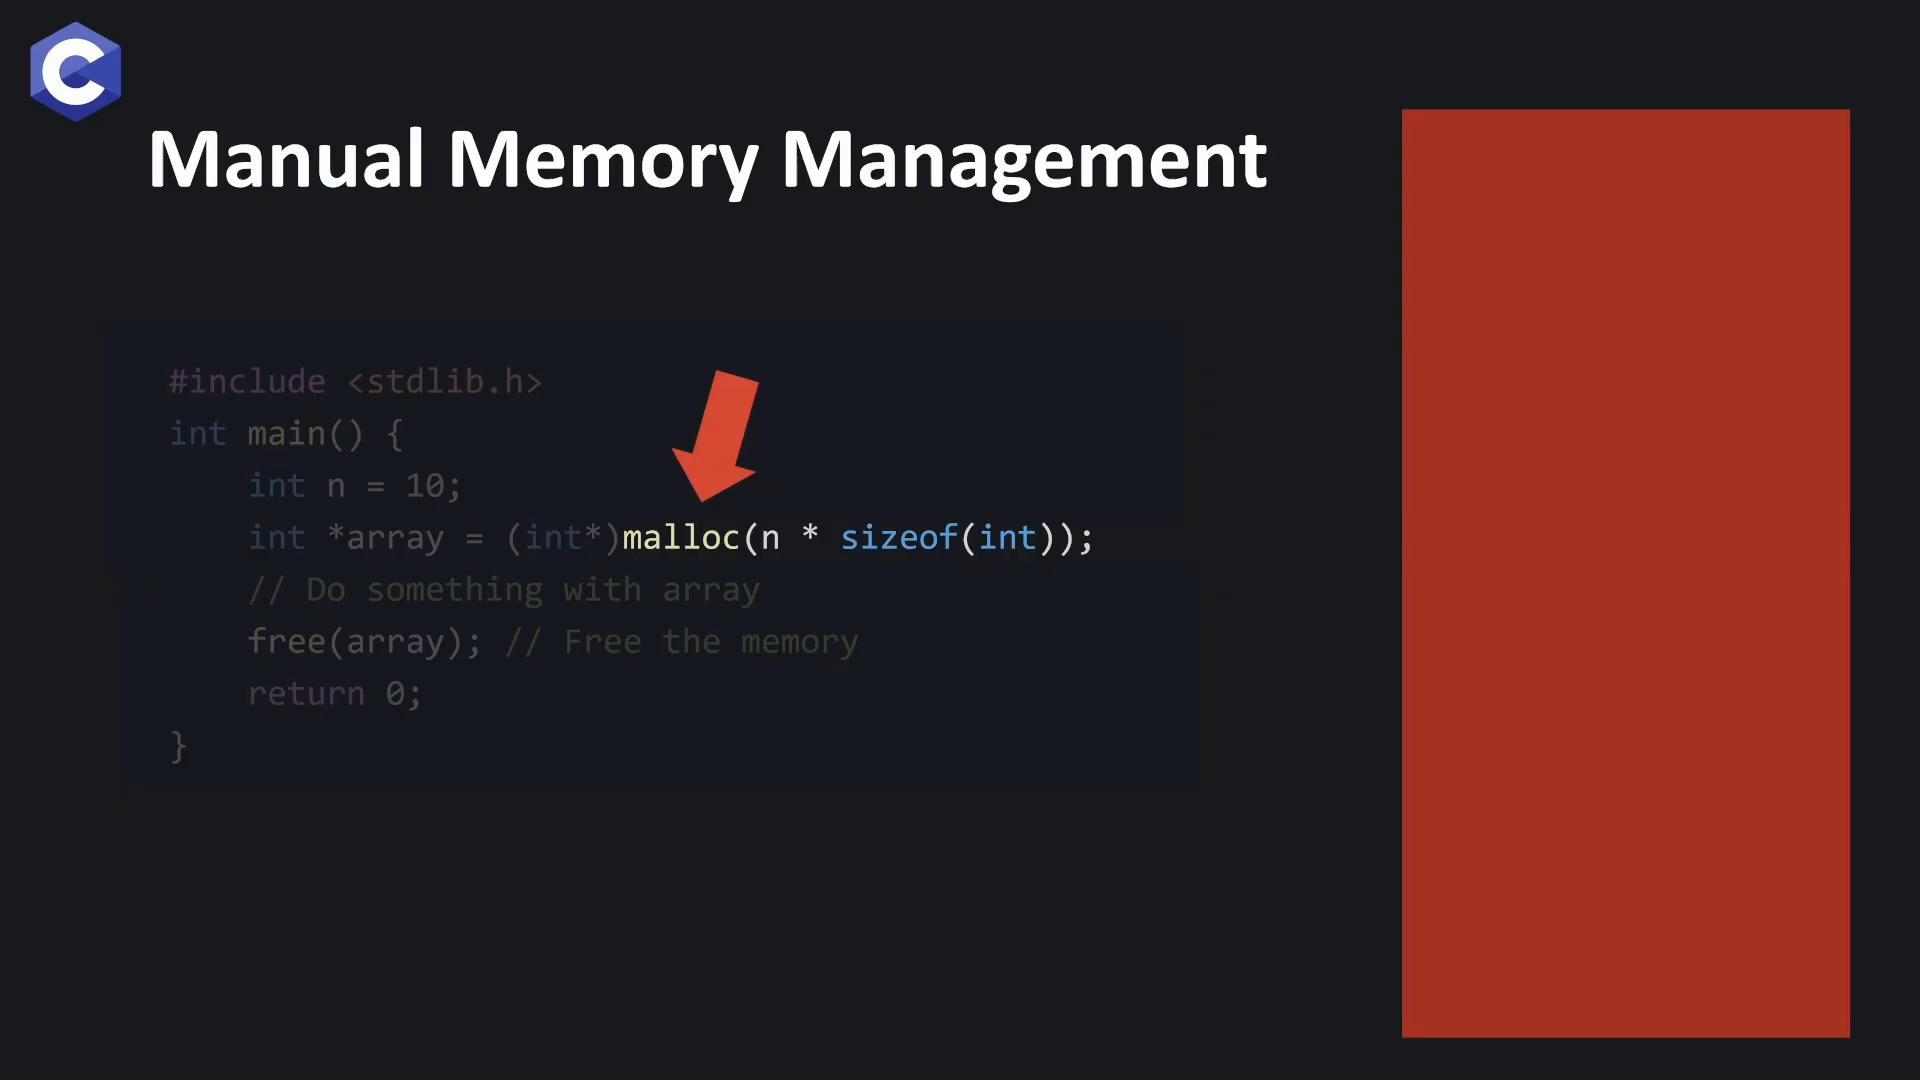 C
Manual Memory Management
#include <stdlib.h>
int main() {
    int n = 10;
    int *array = (int*)malloc(n * sizeof(int));
    // Do something with array
    free(array); // Free the memory
    return 0;
}